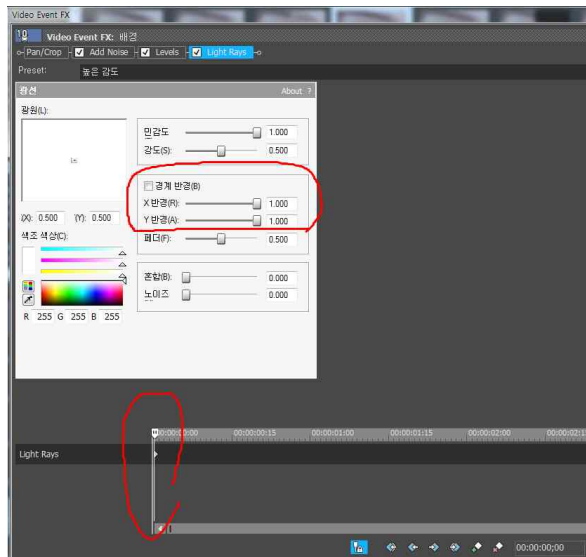 Video Event FX
Video Event FX: 배경
Pan/Crop Add Noise Levels Light Rays
Preset: 높은 감도
광선 About ?
광원(L):
민감도 1.000
강도(S): 0.500
경계 반경(B)
X 반경(R): 1.000
(X): 0.500 (Y): 0.500 Y 반경(A): 1.000
색조 색상(C): 페더(F): 0.500
혼합(B): 0.000
노이즈 0.000
R 255 G 255 B 255
00:00:00:00 00:00:00:15 00:00:01:00 00:00:01:15 00:00:02:00
Light Rays
00:00:00;00